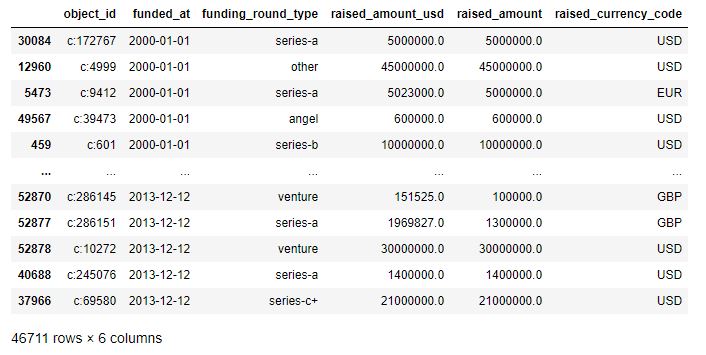 object_id funded_at funding_round_type raised_amount_usd raised_amount raised_currency_code
30084 c:172767 2000-01-01 series-a 5000000.0 5000000.0 USD
12960 c:4999 2000-01-01 other 45000000.0 45000000.0 USD
5473 c:9412 2000-01-01 series-a 5023000.0 5000000.0 EUR
49567 c:39473 2000-01-01 angel 600000.0 600000.0 USD
459 c:601 2000-01-01 series-b 10000000.0 10000000.0 USD
... ... ... ... ... ... ...
52870 c:286145 2013-12-12 venture 151525.0 100000.0 GBP
52877 c:286151 2013-12-12 series-a 1969827.0 1300000.0 GBP
52878 c:10272 2013-12-12 venture 30000000.0 30000000.0 USD
40688 c:245076 2013-12-12 series-a 1400000.0 1400000.0 USD
37966 c:69580 2013-12-12 series-c+ 21000000.0 21000000.0 USD
46711 rows × 6 columns